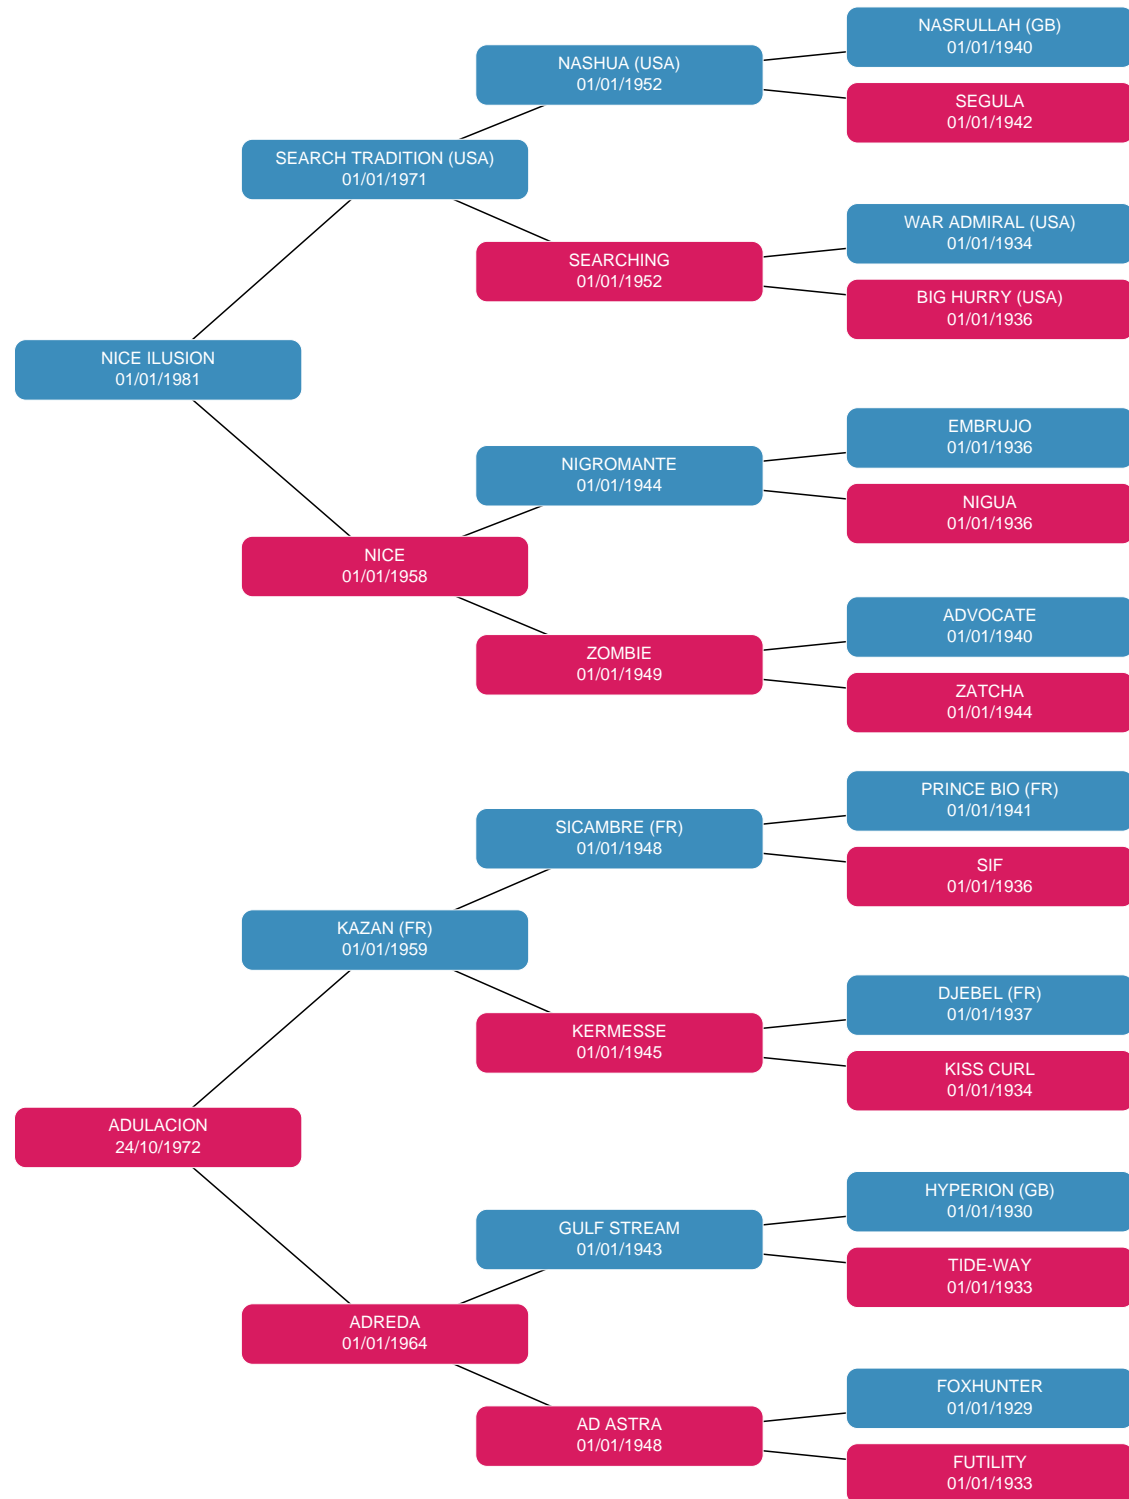 NASRULLAH (GB)
01/01/1940
NASHUA (USA)
01/01/1952
SEGULA
01/01/1942
SEARCH TRADITION (USA)
01/01/1971
WAR ADMIRAL (USA)
01/01/1934
SEARCHING
01/01/1952
BIG HURRY (USA)
01/01/1936
NICE ILUSION
01/01/1981
EMBRUJO
01/01/1936
NIGROMANTE
01/01/1944
NIGUA
01/01/1936
NICE
01/01/1958
ADVOCATE
01/01/1940
ZOMBIE
01/01/1949
ZATCHA
01/01/1944
PRINCE BIO (FR)
01/01/1941
SICAMBRE (FR)
01/01/1948
SIF
01/01/1936
KAZAN (FR)
01/01/1959
DJEBEL (FR)
01/01/1937
KERMESSE
01/01/1945
KISS CURL
01/01/1934
ADULACION
24/10/1972
HYPERION (GB)
01/01/1930
GULF STREAM
01/01/1943
TIDE-WAY
01/01/1933
ADREDA
01/01/1964
FOXHUNTER
01/01/1929
AD ASTRA
01/01/1948
FUTILITY
01/01/1933